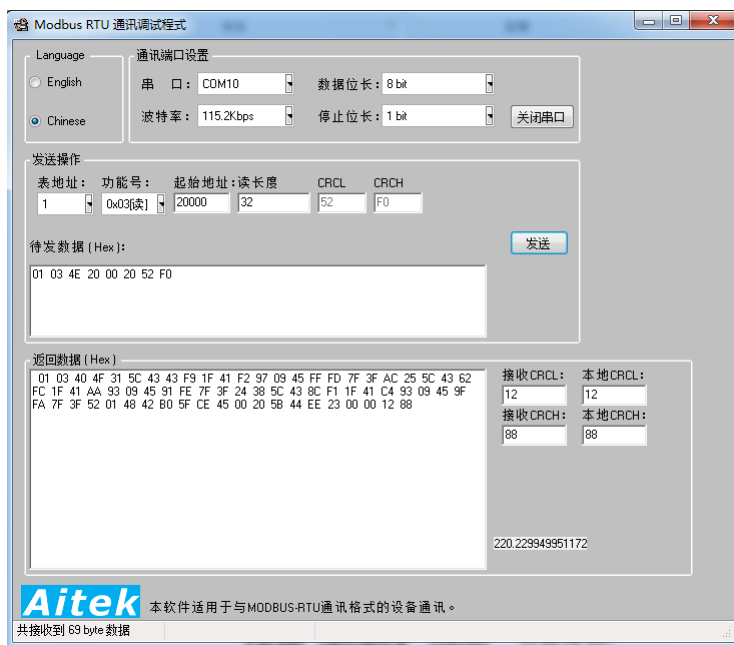 Modbus RTU 通讯调试程式
Language
English
Chinese
通讯端口设置
串 口: COM10 数据位长: 8 bit
波特率: 115.2Kbps 停止位长: 1 bit 关闭串口
发送操作
表地址: 功能号: 起始地址:读长度 CRCL CRCH
1 0x03[读] 20000 32 52 F0
待发数据(Hex): 发送
01 03 4E 20 00 20 52 F0
返回数据(Hex)
01 03 40 4F 31 5C 43 43 F9 1F 41 F2 97 09 45 FF FD 7F 3F AC 25 5C 43 62
FC 1F 41 AA 93 09 45 91 FE 7F 3F 24 38 5C 43 8C F1 1F 41 C4 93 09 45 9F
FA 7F 3F 52 01 48 42 B0 5F CE 45 00 20 5B 44 EE 23 00 00 12 88
接收CRCL: 本地CRCL:
12 12
接收CRCH: 本地CRCH:
88 88
220.229949951172
Aitek 本软件适用于与MODBUS-RTU通讯格式的设备通讯。
共接收到 69 byte 数据